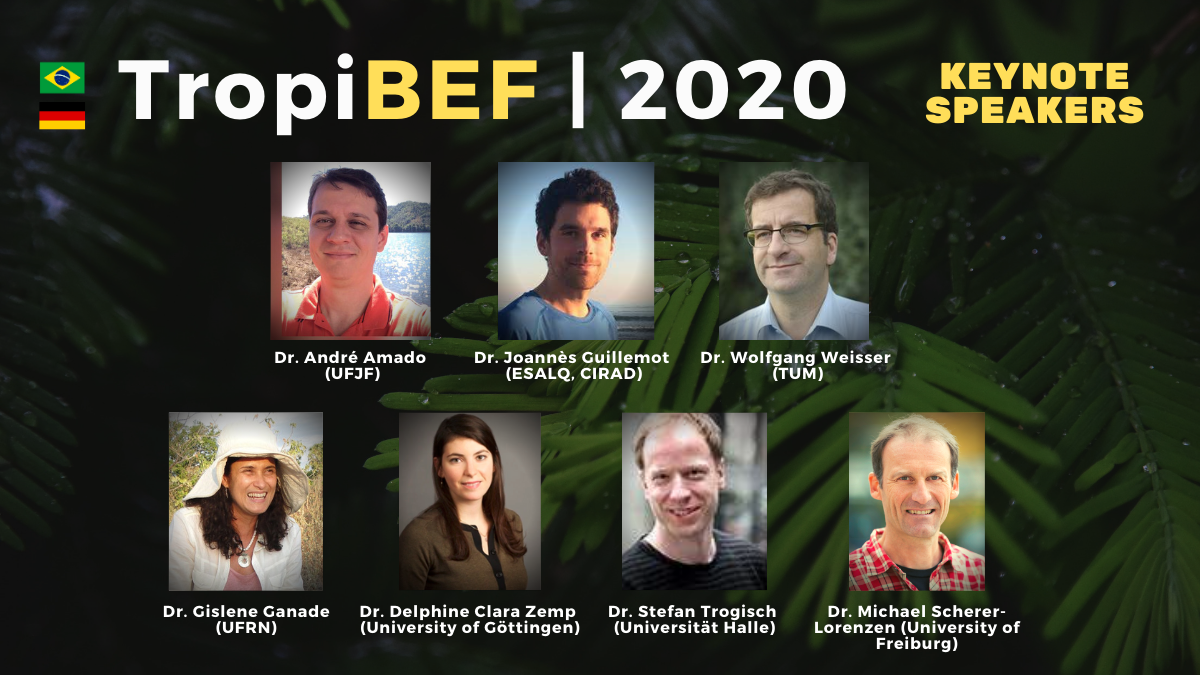 TropiBEF | 2020
KEYNOTE
SPEAKERS
Dr. André Amado
(UFJF)
Dr. Joannès Guillemot
(ESALQ, CIRAD)
Dr. Wolfgang Weisser
(TUM)
Dr. Gislene Ganade
(UFRN)
Dr. Delphine Clara Zemp
(University of Göttingen)
Dr. Stefan Trogisch
(Universität Halle)
Dr. Michael Scherer-
Lorenzen (University of
Freiburg)